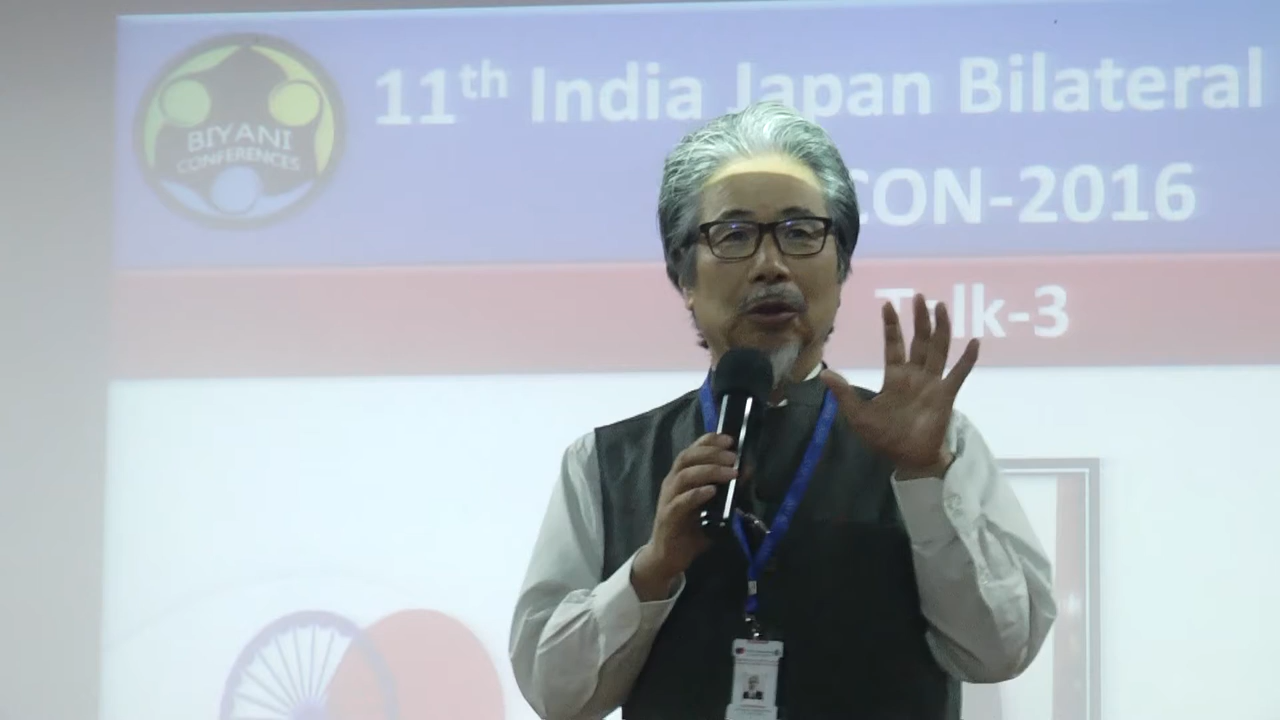 BIYANI
CONFERENCES
11th India Japan Bilateral
CON-2016
Talk-3